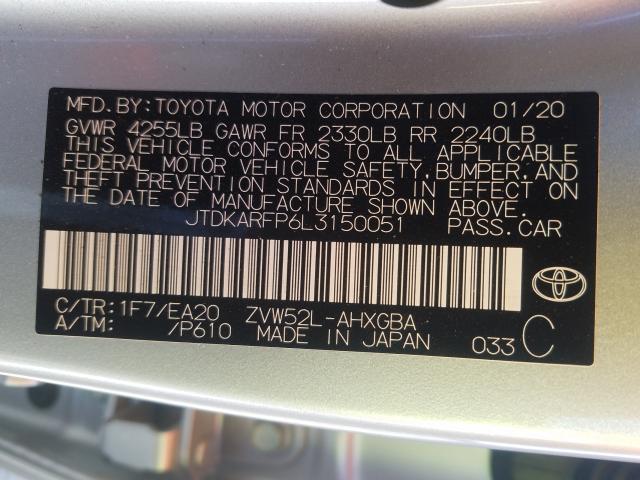 MFD. BY: TOYOTA MOTOR CORPORATION 01/20
GVWR 4255LB GAWR FR 2330LB RR 2240LB
THIS VEHICLE CONFORMS TO ALL APPLICABLE
FEDERAL MOTOR VEHICLE SAFETY, BUMPER, AND
THEFT PREVENTION STANDARDS IN EFFECT ON
THE DATE OF MANUFACTURE SHOWN ABOVE.
JTDKARFP6L3150051 PASS.CAR
C/TR: 1F7/EA20 ZVW52L-AHXGBA
A/TM: /P610 MADE IN JAPAN 033 C